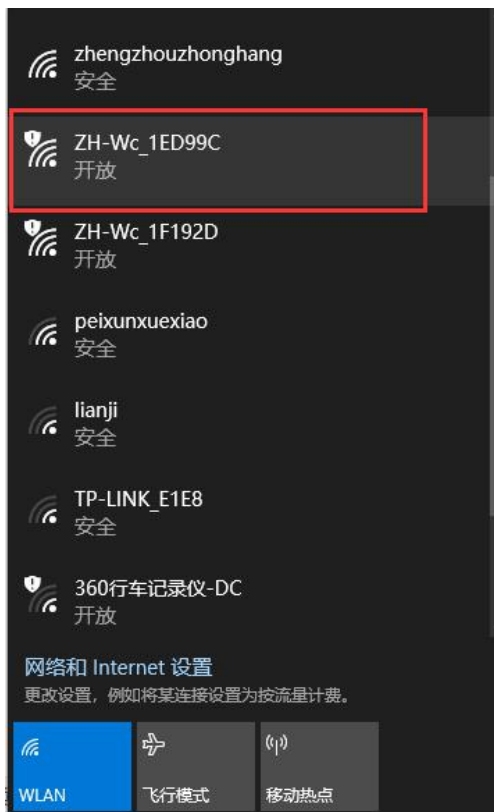 zhengzhouzhonghang
安全
ZH-Wc_1ED99C
开放
ZH-Wc_1F192D
开放
peixunxuexiao
安全
lianji
安全
TP-LINK_E1E8
安全
360行车记录仪-DC
开放
网络和 Internet 设置
更改设置，例如将某连接设置为按流量计费。
WLAN 飞行模式 移动热点